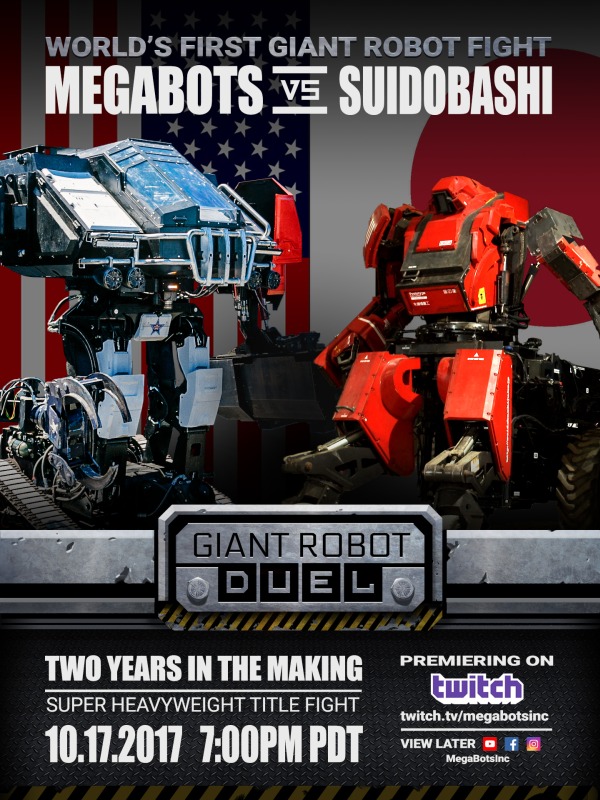 WORLD'S FIRST GIANT ROBOT FIGHT
MEGABOTS VS SUIDOBASHI
GIANT ROBOT
DUEL
TWO YEARS IN THE MAKING
SUPER HEAVYWEIGHT TITLE FIGHT
10.17.2017 7:00PM PDT
PREMIERING ON
twitch
twitch.tv/megabotsinc
VIEW LATER
MegaBotsInc